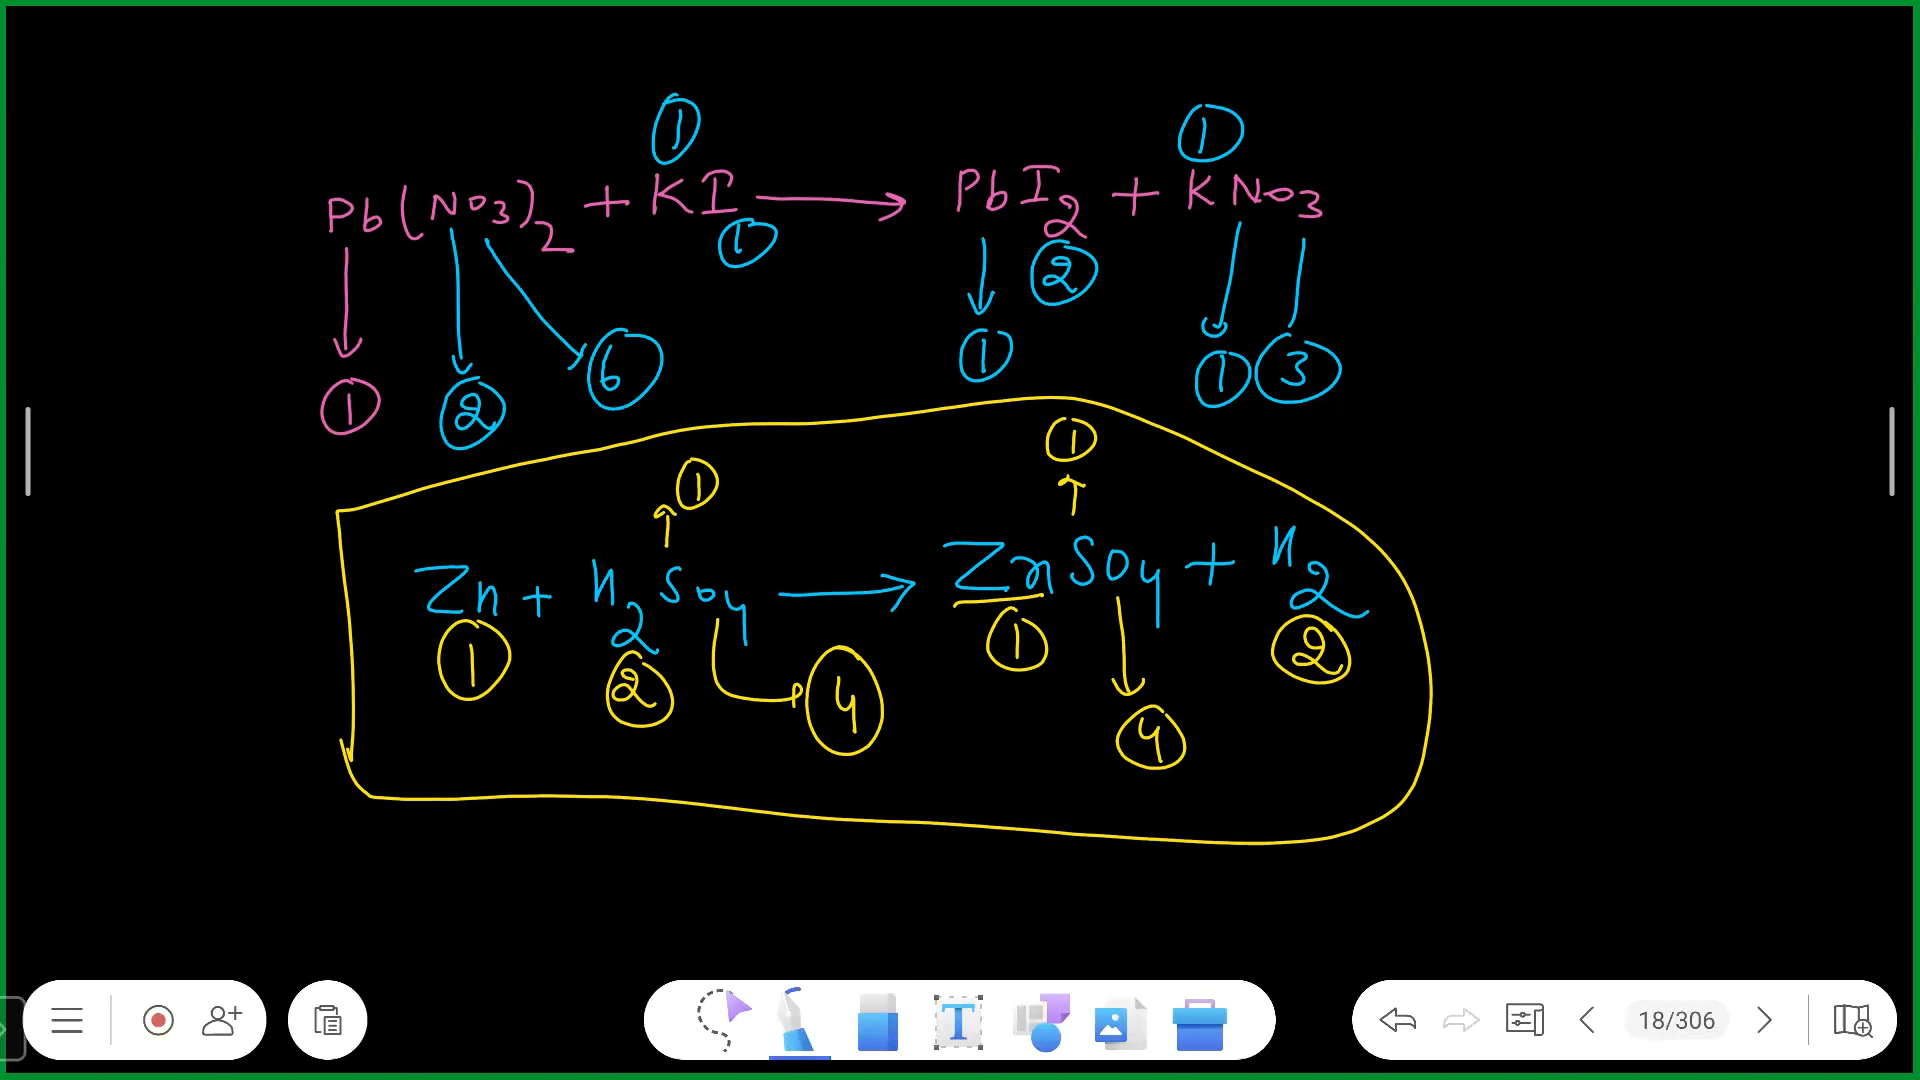 ① ①
Pb(NO3)2 + KI ⟶ PbI2 + KNO3
① ②
① ② ⑥ ① ① ③
① ①
Zn + H2SO4 ⟶ ZnSO4 + H2
① ② ④ ① ④ ②
T
18/306